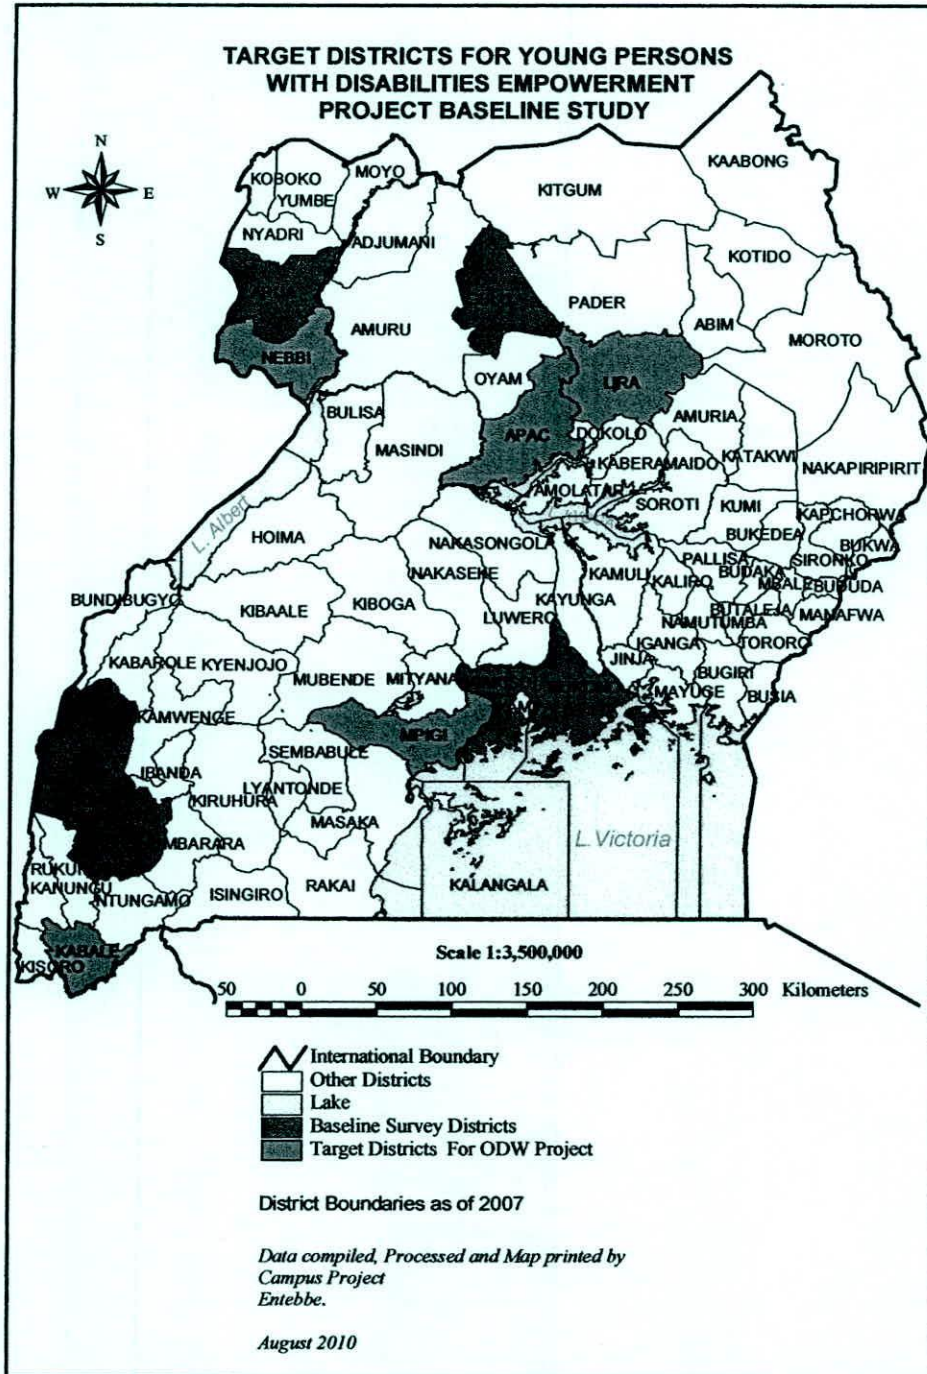 TARGET DISTRICTS FOR YOUNG PERSONS
WITH DISABILITIES EMPOWERMENT
PROJECT BASELINE STUDY
N
W E
S
KOBOKO
MOYO
YUMBE
KAABONG
KITGUM
NYADRI
ADJUMANI
KOTIDO
PADER
AMURU
ABIM
MOROTO
NEBBI
OYAM
LIRA
BULISA
AMURIA
APAC
DOKOLO
MASINDI
KATAKWI
KABERAMAIDO
NAKAPIRIPIRIT
AMOLATAR
SOROTI
KUMI
KAPCHORWA
L. Albert
HOIMA
NAKASONGOLA
BUKEDEA
BUKWA
PALLISA
SIRONKO
NAKASEKE
KAMULI
KALIRO
BUDAKA
MBALE
BUDUDA
BUNDIBUGYO
KIBAALE
KIBOGA
KAYUNGA
LUWERO
BUTALEJA
MANAFWA
NAMUTUMBA
IGANGA
TORORO
KABAROLE
KYENJOJO
JINJA
MUBENDE
MITYANA
BUGIRI
MAYUGE
BUSIA
KAMWENGE
MPIGI
SEMBABULE
IBANDA
LYANTONDE
KIRUHURA
MASAKA
MBARARA
L. Victoria
KANUNGU
NTUNGAMO
ISINGIRO
RAKAI
KALANGALA
KABALE
KISORO
Scale 1:3,500,000
50 0 50 100 150 200 250 300 Kilometers
International Boundary
Other Districts
Lake
Baseline Survey Districts
Target Districts For ODW Project
District Boundaries as of 2007
Data compiled, Processed and Map printed by
Campus Project
Entebbe.
August 2010